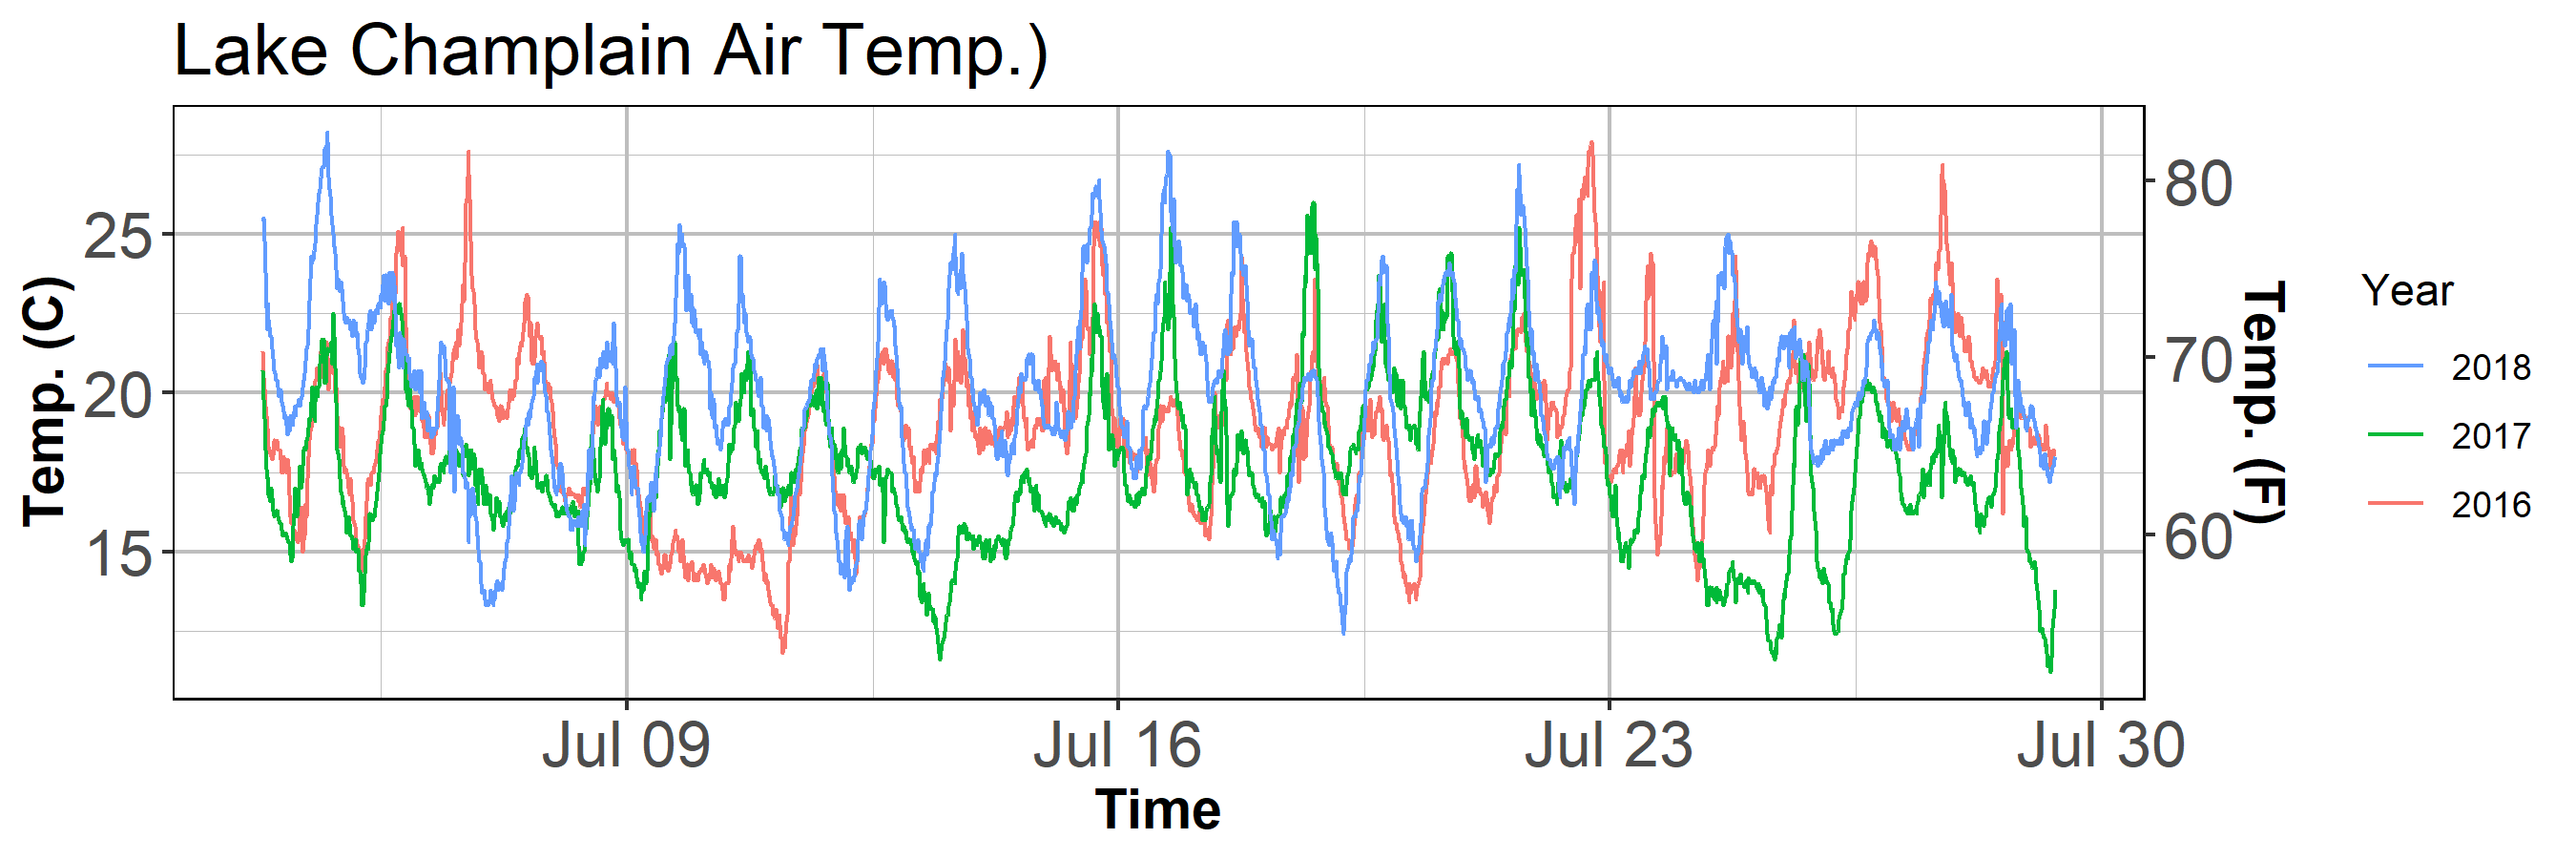 Lake Champlain Air Temp.)
Temp. (C)
25
20
15
80
70
60
Temp. (F)
Jul 09
Jul 16
Jul 23
Jul 30
Time
Year
2018
2017
2016